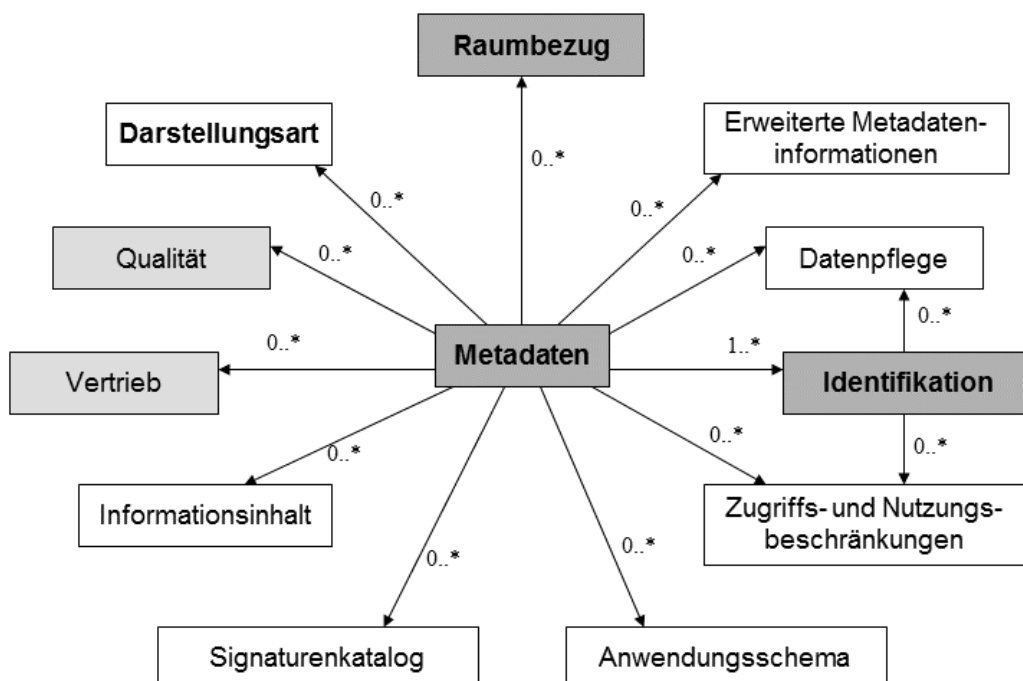 Raumbezug
Darstellungsart
Erweiterte Metadaten-
informationen
0..*
0..*
0..*
Qualität
0..*
0..*
Datenpflege
0..*
0..*
Vertrieb
Metadaten
1..*
Identifikation
0..*
0..*
0..*
Informationsinhalt
Zugriffs- und Nutzungs-
beschränkungen
0..*
0..*
Signaturenkatalog
Anwendungsschema